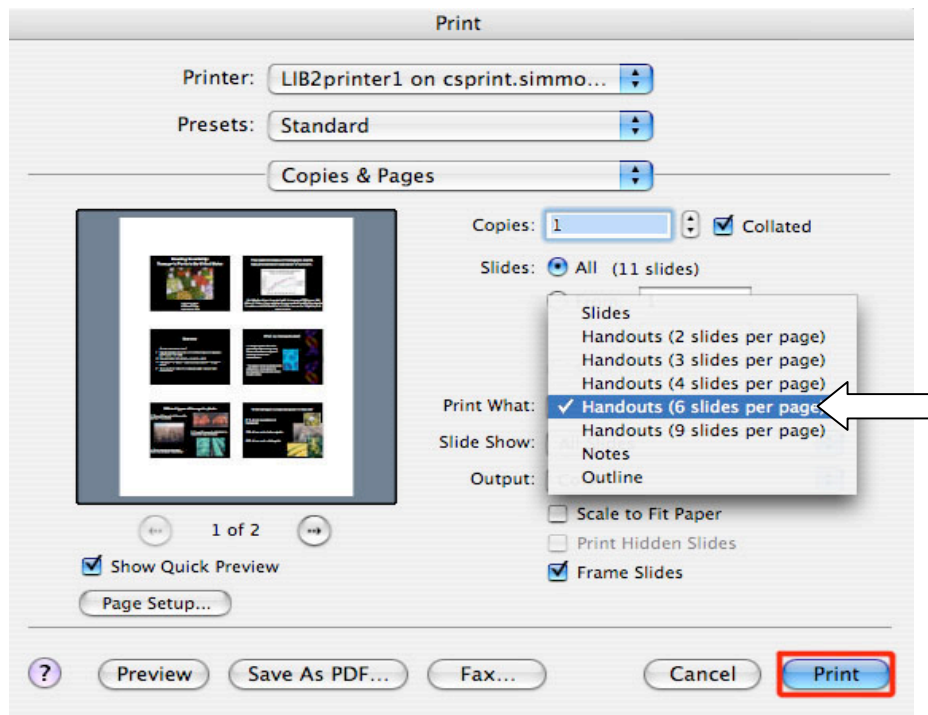 Print
Printer: LIB2printer1 on csprint.simmo...
Presets: Standard
Copies & Pages
Copies: 1 Collated
Slides: All (11 slides)
Slides
Handouts (2 slides per page)
Handouts (3 slides per page)
Handouts (4 slides per page)
Print What: ✓ Handouts (6 slides per page
Handouts (9 slides per page)
Slide Show:
Notes
Output: Outline
1 of 2
Scale to Fit Paper
Print Hidden Slides
Show Quick Preview
Frame Slides
Page Setup...
? Preview Save As PDF... Fax... Cancel Print